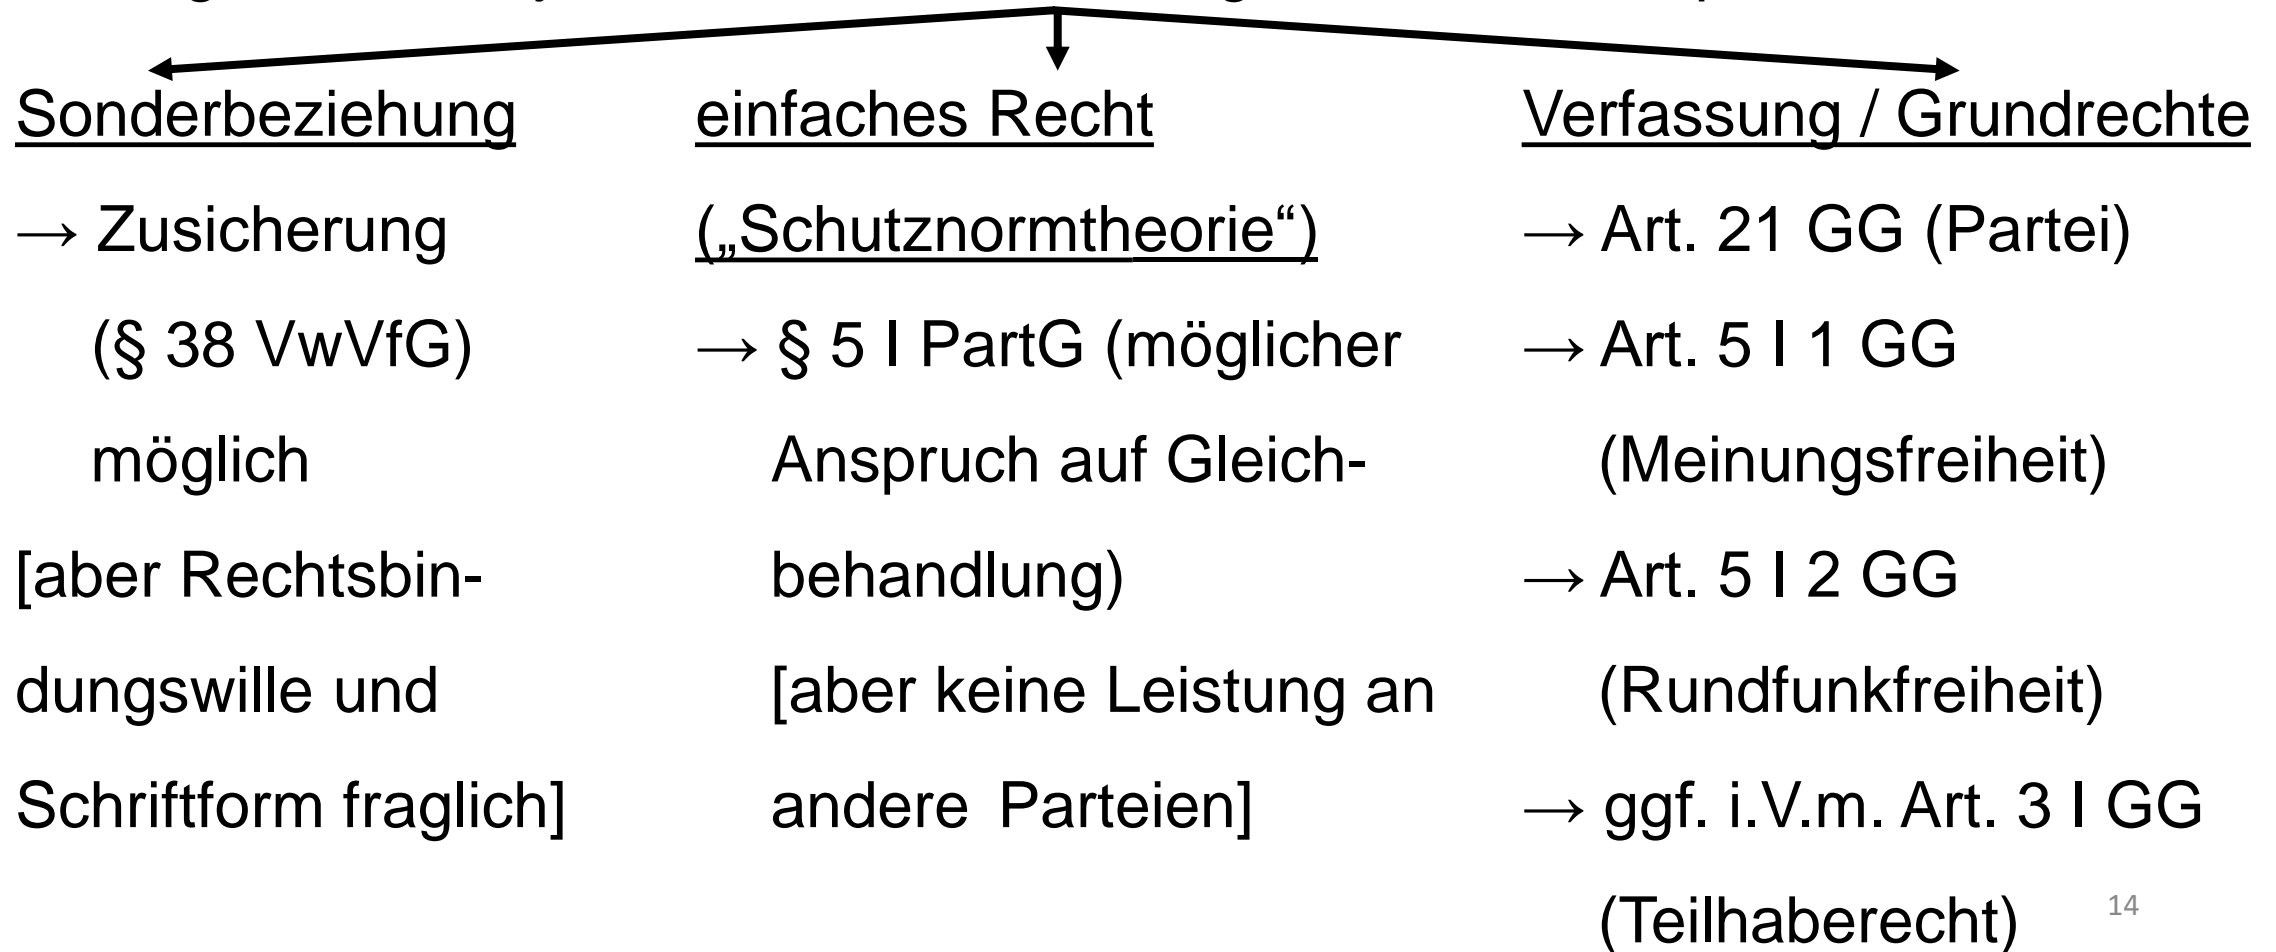 Sonderbeziehung
→ Zusicherung
(§ 38 VwVfG)
möglich
[aber Rechtsbin-
dungswille und
Schriftform fraglich]
einfaches Recht
(„Schutznormtheorie“)
→ § 5 I PartG (möglicher
Anspruch auf Gleich-
behandlung)
[aber keine Leistung an
andere Parteien]
Verfassung / Grundrechte
→ Art. 21 GG (Partei)
→ Art. 5 I 1 GG
(Meinungsfreiheit)
→ Art. 5 I 2 GG
(Rundfunkfreiheit)
→ ggf. i.V.m. Art. 3 I GG
(Teilhaberecht)
14